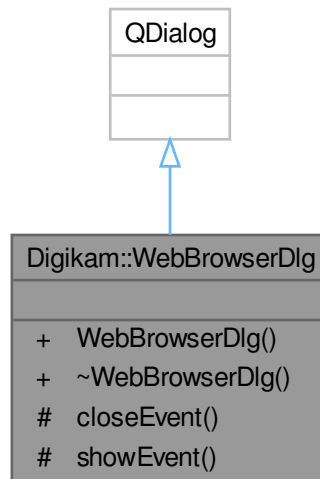 QDialog
Digikam::WebBrowserDlg
+ WebBrowserDlg()
+ ~WebBrowserDlg()
# closeEvent()
# showEvent()